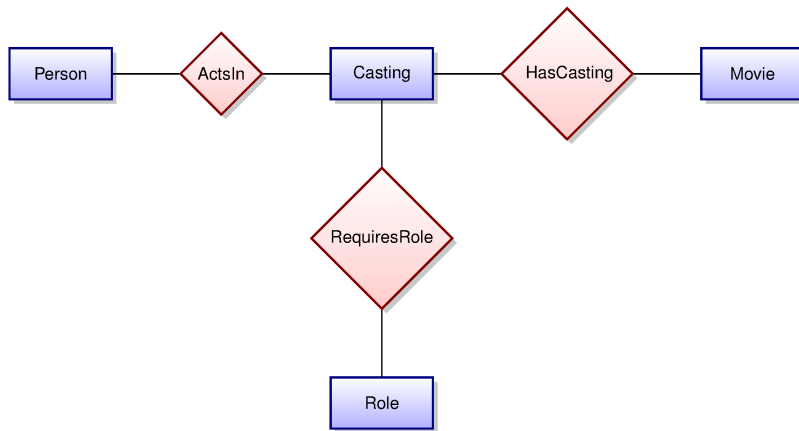 Person
ActsIn
Casting
HasCasting
Movie
RequiresRole
Role